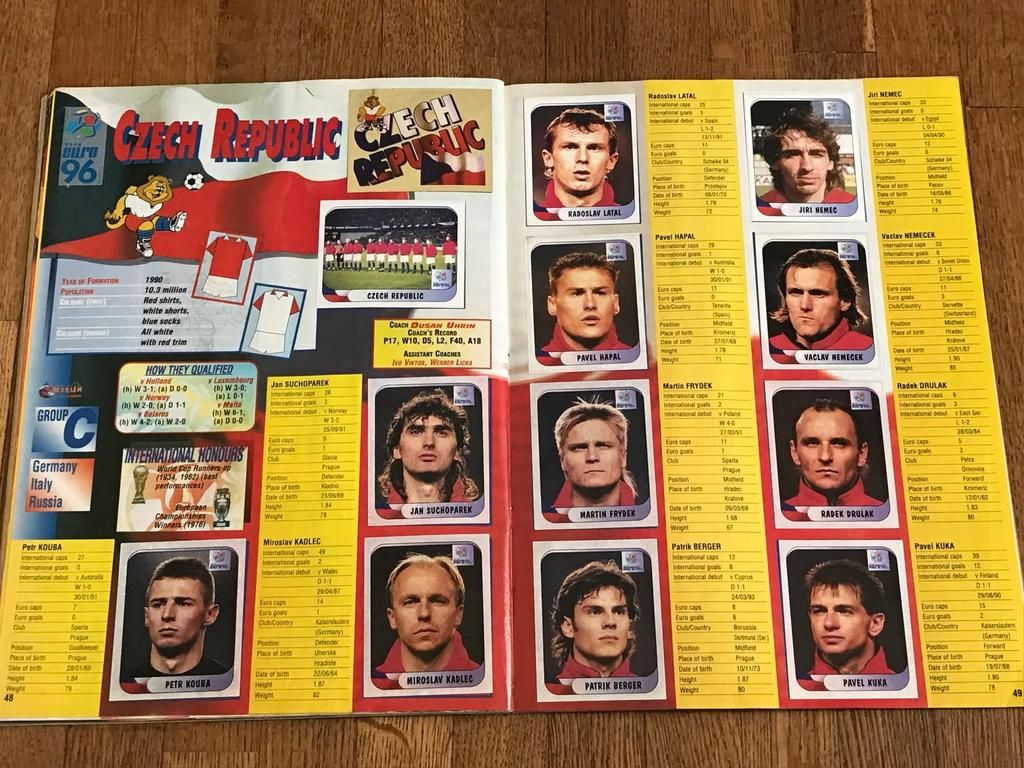 UEFA
euro
96
CZECH REPUBLIC
CZECH
REPUBLIC
CZECH REPUBLIC
YEAR OF FORMATION 1990
POPULATION 10.3 million
COLOURS (FIRST) Red shirts,
white shorts,
blue socks
COLOURS (CHANGE) All white
with red trim
COACH DUSAN UHRIN
COACH'S RECORD
P17, W10, D5, L2, F40, A18
ASSISTANT COACHES
IVO VIKTOR, WERNER LICKA
MERLIN
GROUP
C
Germany
Italy
Russia
HOW THEY QUALIFIED
v Holland
(h) W 3-1; (a) D 0-0
v Norway
(h) W 2-0; (a) D 1-1
v Belarus
(h) W 4-2; (a) W 2-0
v Luxembourg
(h) W 3-0;
(a) L 0-1
v Malta
(h) W 6-1;
(a) D 0-0
INTERNATIONAL HONOURS
World Cup Runners-up
(1934, 1962) (best
performances)
European
Championships
Winners (1976)
Petr KOUBA
International caps 27
International goals 0
International debut v Australia
W 1-0
30/01/91
Euro caps 7
Euro goals 0
Club Sparta
Prague
Position Goalkeeper
Place of birth Prague
Date of birth 28/01/69
Height 1.84
Weight 79
PETR KOUBA
48
Jan SUCHOPAREK
International caps 26
International goals 2
International debut v Norway
W 3-2
25/09/91
Euro caps 9
Euro goals
Club Slavia
Prague
Position Defender
Place of birth Kladno
Date of birth 23/09/69
Height 1.84
Weight 78
JAN SUCHOPAREK
Miroslav KADLEC
International caps 49
International goals 2
International debut v Wales
D 1-1
29/04/87
Euro caps 14
Euro goals 1
Club/Country Kaiserslautern
(Germany)
Position Defender
Place of birth Uherske
Hradiste
Date of birth 22/06/64
Height 1.87
Weight 82
MIROSLAV KADLEC
Radoslav LATAL
International caps 25
International goals 3
International debut v Spain
L 1-2
13/11/91
Euro caps 11
Euro goals 0
Club/Country Schalke 04
(Germany)
Position Defender
Place of birth Prostejov
Date of birth 06/01/70
Height 1.79
Weight 72
RADOSLAV LATAL
Jiri NEMEC
International caps 33
International goals 0
International debut v Egypt
L 0-1
04/04/90
Euro caps 12
Euro goals 0
Club/Country Schalke 04
(Germany)
Position Midfield
Place of birth Pacov
Date of birth 16/05/66
Height 1.76
Weight 74
JIRI NEMEC
Pavel HAPAL
International caps 29
International goals 1
International debut v Australia
W 1-0
30/01/91
Euro caps 11
Euro goals 0
Club/Country Tenerife
(Spain)
Position Midfield
Place of birth Kromeriz
Date of birth 27/07/69
Height 1.78
Weight 71
PAVEL HAPAL
Vaclav NEMECEK
International caps 53
International goals 6
International debut v Soviet Union
D 1-1
27/04/88
Euro caps 11
Euro goals 3
Club/Country Servette
(Switzerland)
Position Midfield
Place of birth Hradec
Kralove
Date of birth 25/01/67
Height 1.90
Weight 85
VACLAV NEMECEK
Martin FRYDEK
International caps 21
International goals 2
International debut v Poland
W 4-0
27/03/91
Euro caps 11
Euro goals 1
Club Sparta
Prague
Position Midfield
Place of birth Hradec
Kralove
Date of birth 09/03/69
Height 1.68
Weight 67
MARTIN FRYDEK
Radek DRULAK
International caps 9
International goals 3
International debut v East Ger.
L 1-2
28/03/84
Euro caps 5
Euro goals 3
Club Petra
Drnovice
Position Forward
Place of birth Kromeriz
Date of birth 12/01/62
Height 1.83
Weight 80
RADEK DRULAK
Patrik BERGER
International caps 12
International goals 8
International debut v Cyprus
D 1-1
24/03/93
Euro caps 8
Euro goals 6
Club/Country Borussia
Dortmund (Ger)
Position Midfield
Place of birth Prague
Date of birth 10/11/73
Height 1.87
Weight 80
PATRIK BERGER
Pavel KUKA
International caps 39
International goals 12
International debut v Finland
D 1-1
29/08/90
Euro caps 15
Euro goals 2
Club/Country Kaiserslautern
(Germany)
Position Forward
Place of birth Prague
Date of birth 19/07/68
Height 1.80
Weight 78
PAVEL KUKA
49